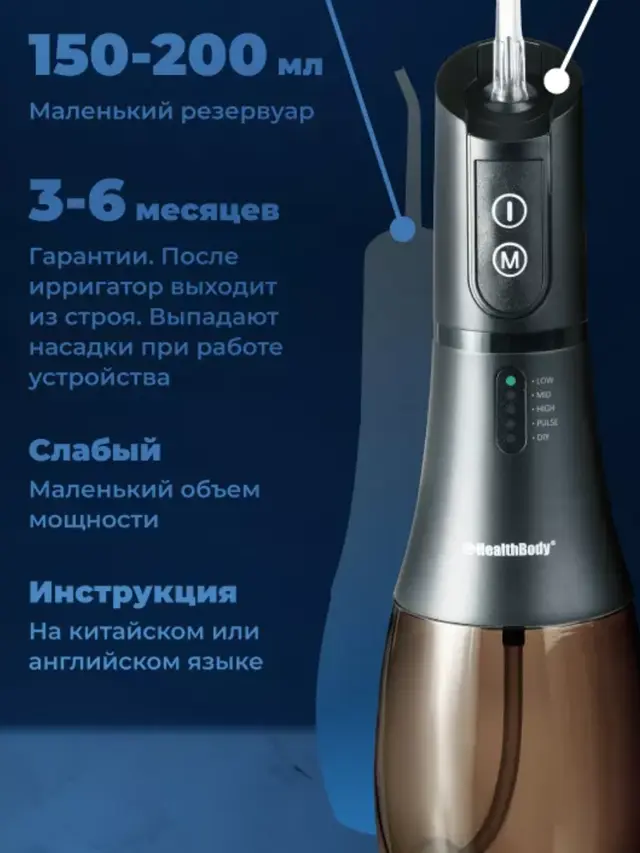 150-200 мл
Маленький резервуар
3-6 месяцев
Гарантии. После
ирригатор выходит
из строя. Выпадают
насадки при работе
устройства
Слабый
Маленький объем
мощности
Инструкция
На китайском или
английском языке
M
• LOW
• MID
• HIGH
• PULSE
• DIY
HealthBody®